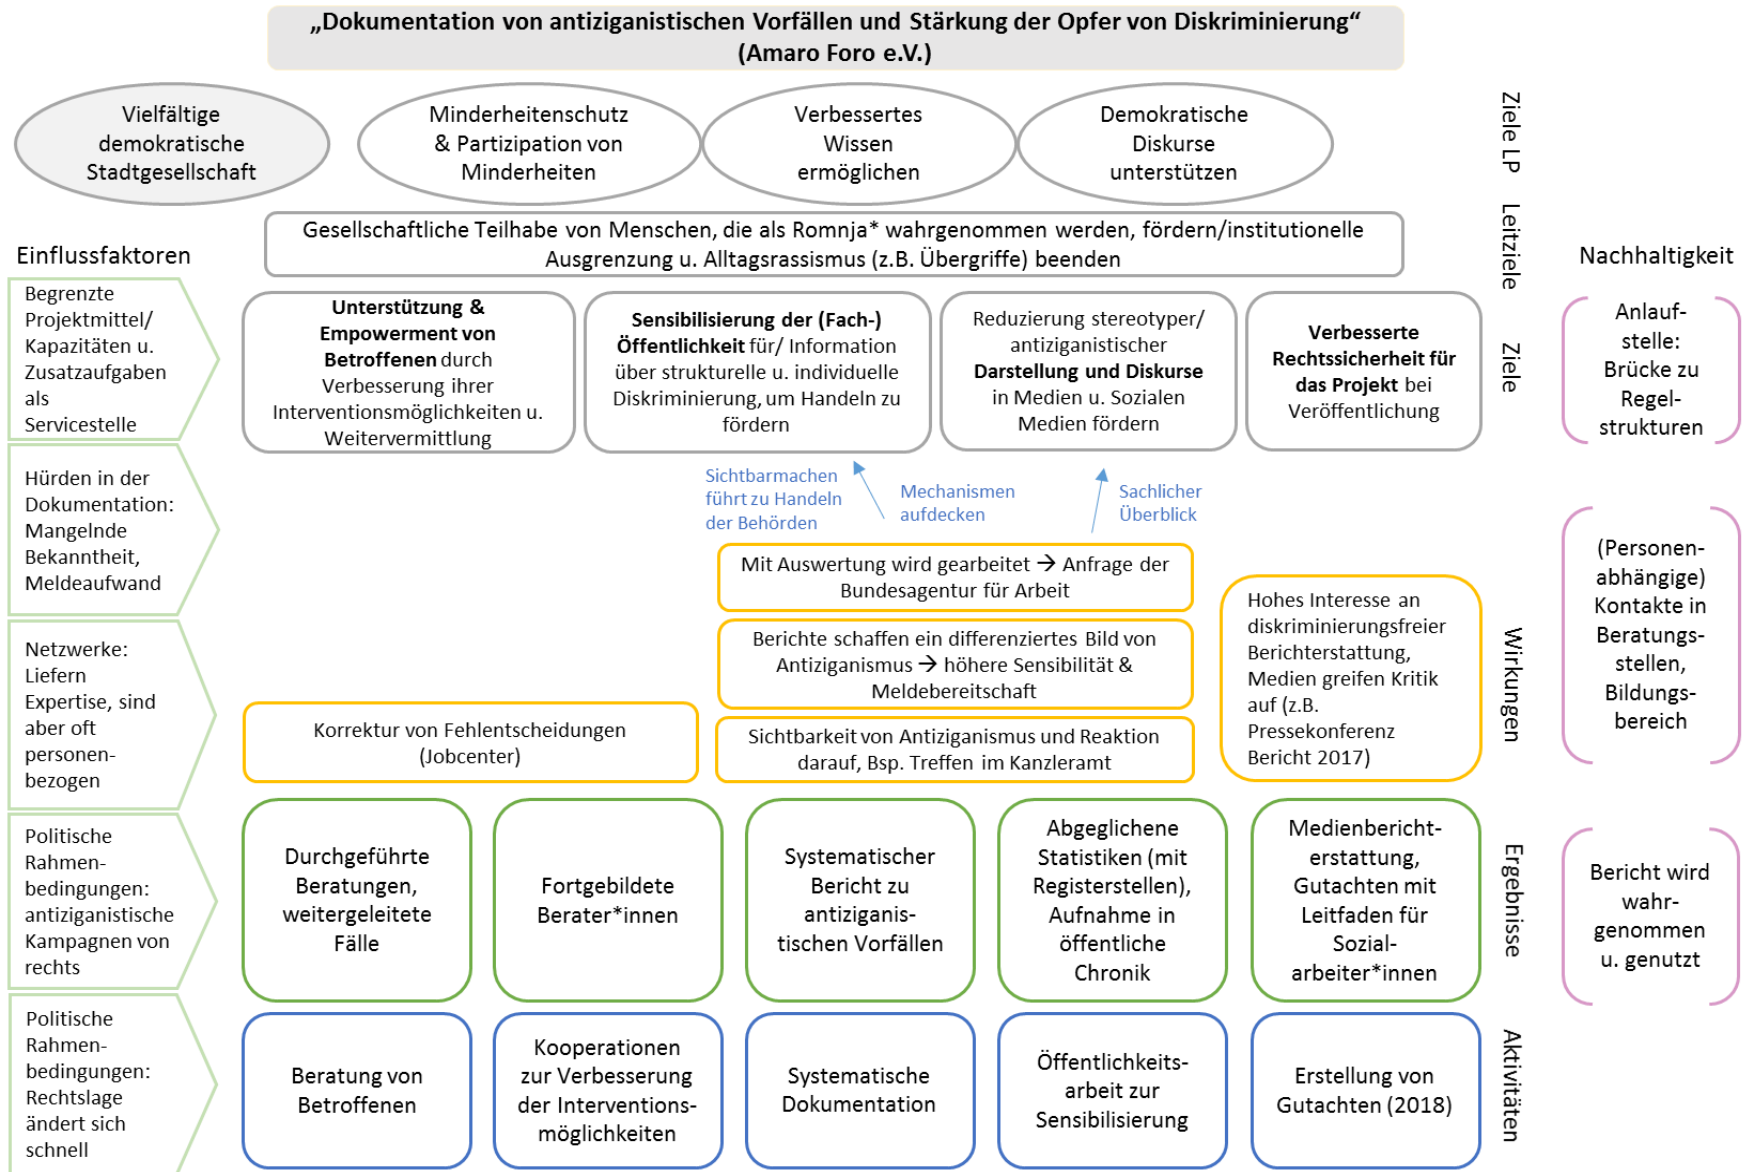 „Dokumentation von antiziganistischen Vorfällen und Stärkung der Opfer von Diskriminierung“
(Amaro Foro e.V.)
Vielfältige
demokratische
Stadtgesellschaft
Minderheitenschutz
& Partizipation von
Minderheiten
Verbessertes
Wissen
ermöglichen
Demokratische
Diskurse
unterstützen
Ziele LP
Gesellschaftliche Teilhabe von Menschen, die als Romnja* wahrgenommen werden, fördern/institutionelle
Ausgrenzung u. Alltagsrassismus (z.B. Übergriffe) beenden
Leitziele
Einflussfaktoren
Begrenzte
Projektmittel/
Kapazitäten u.
Zusatzaufgaben
als
Servicestelle
Hürden in der
Dokumentation:
Mangelnde
Bekanntheit,
Meldeaufwand
Netzwerke:
Liefern
Expertise, sind
aber oft
personen-
bezogen
Politische
Rahmen-
bedingungen:
antiziganistische
Kampagnen von
rechts
Politische
Rahmen-
bedingungen:
Rechtslage
ändert sich
schnell
Unterstützung &
Empowerment von
Betroffenen durch
Verbesserung ihrer
Interventionsmöglichkeiten u.
Weitervermittlung
Sensibilisierung der (Fach-)
Öffentlichkeit für/ Information
über strukturelle u. individuelle
Diskriminierung, um Handeln zu
fördern
Reduzierung stereotyper/
antiziganistischer
Darstellung und Diskurse
in Medien u. Sozialen
Medien fördern
Verbesserte
Rechtssicherheit für
das Projekt bei
Veröffentlichung
Ziele
Sichtbarmachen
führt zu Handeln
der Behörden
Mechanismen
aufdecken
Sachlicher
Überblick
Mit Auswertung wird gearbeitet → Anfrage der
Bundesagentur für Arbeit
Berichte schaffen ein differenziertes Bild von
Antiziganismus → höhere Sensibilität &
Meldebereitschaft
Korrektur von Fehlentscheidungen
(Jobcenter)
Sichtbarkeit von Antiziganismus und Reaktion
darauf, Bsp. Treffen im Kanzleramt
Hohes Interesse an
diskriminierungsfreier
Berichterstattung,
Medien greifen Kritik
auf (z.B.
Pressekonferenz
Bericht 2017)
Wirkungen
Durchgeführte
Beratungen,
weitergeleitete
Fälle
Fortgebildete
Berater*innen
Systematischer
Bericht zu
antiziganis-
tischen Vorfällen
Abgeglichene
Statistiken (mit
Registerstellen),
Aufnahme in
öffentliche
Chronik
Medienbericht-
erstattung,
Gutachten mit
Leitfaden für
Sozial-
arbeiter*innen
Ergebnisse
Beratung von
Betroffenen
Kooperationen
zur Verbesserung
der Interventions-
möglichkeiten
Systematische
Dokumentation
Öffentlichkeits-
arbeit zur
Sensibilisierung
Erstellung von
Gutachten (2018)
Aktivitäten
Nachhaltigkeit
Anlauf-
stelle:
Brücke zu
Regel-
strukturen
(Personen-
abhängige)
Kontakte in
Beratungs-
stellen,
Bildungs-
bereich
Bericht wird
wahr-
genommen
u. genutzt